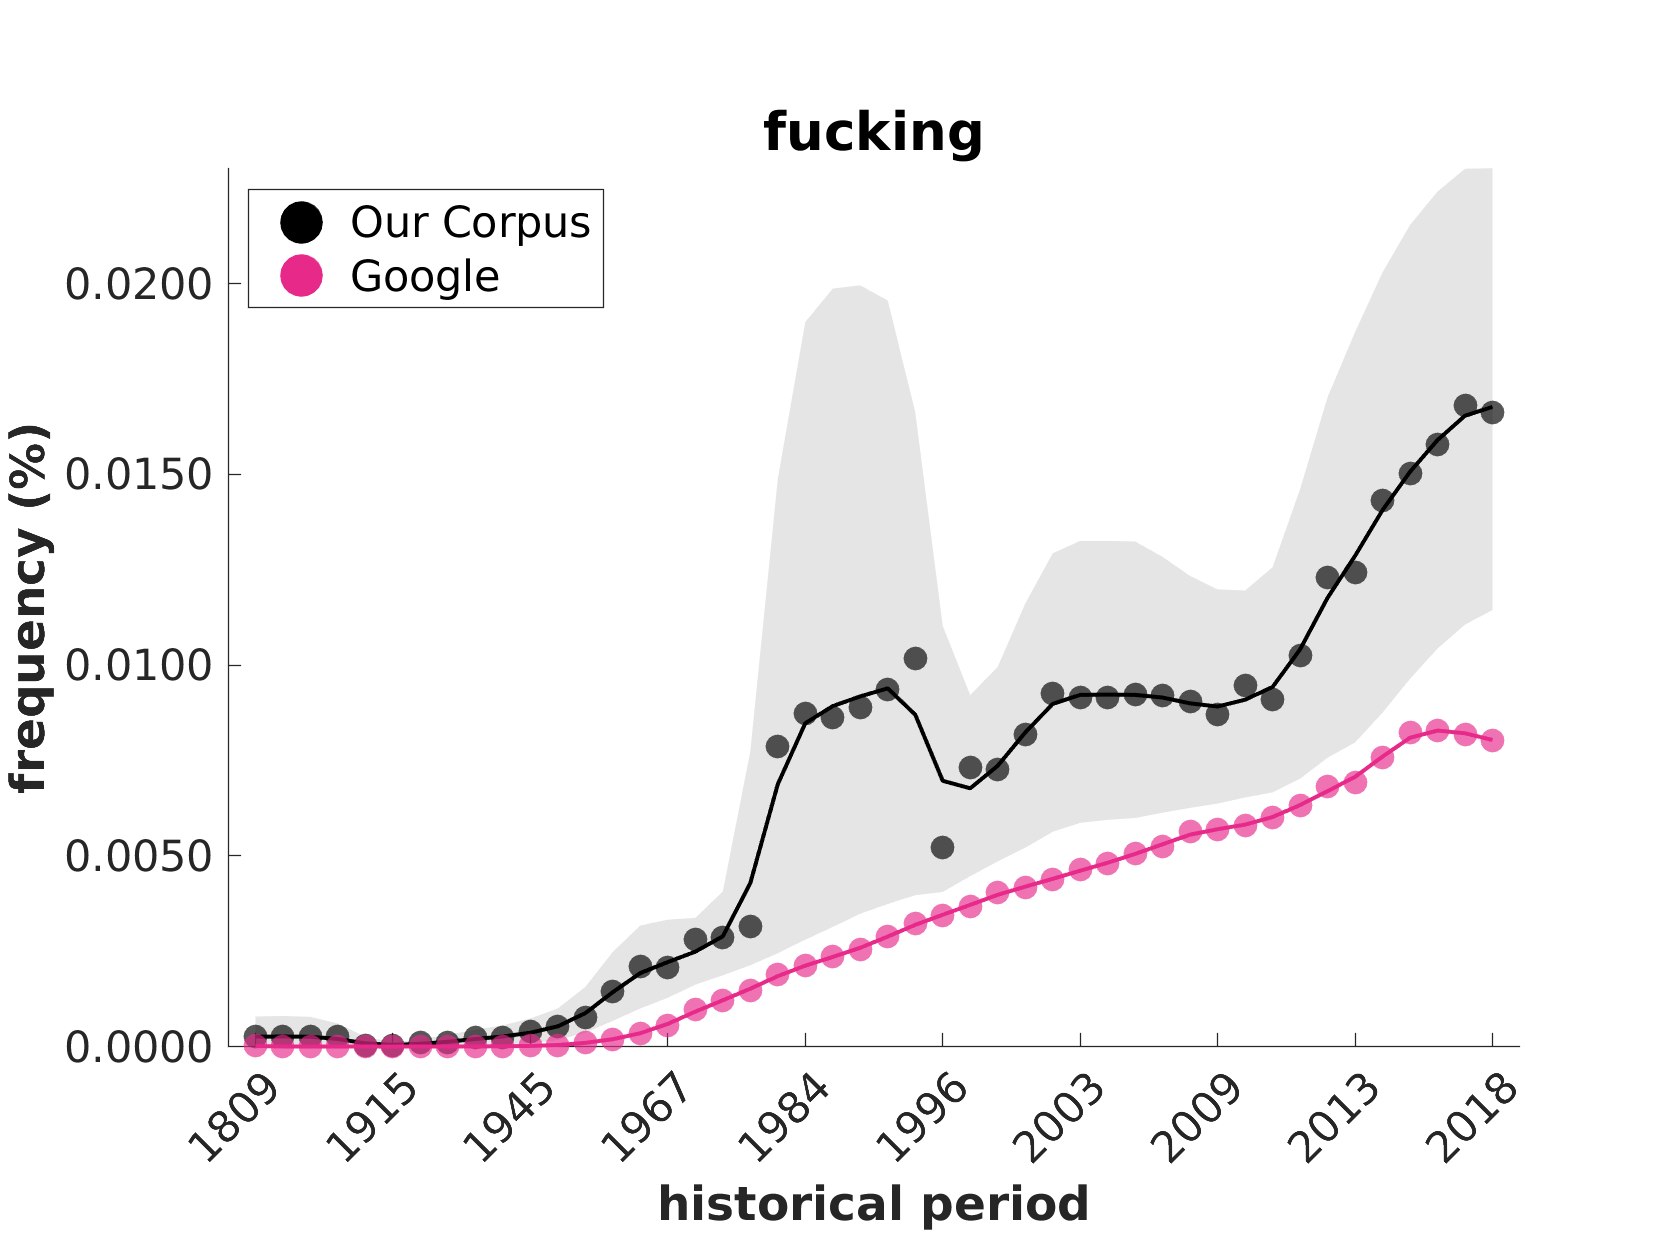 fucking
Our Corpus
Google
frequency (%)
0.0200
0.0150
0.0100
0.0050
0.0000
1809 1915 1945 1967 1984 1996 2003 2009 2013 2018
historical period